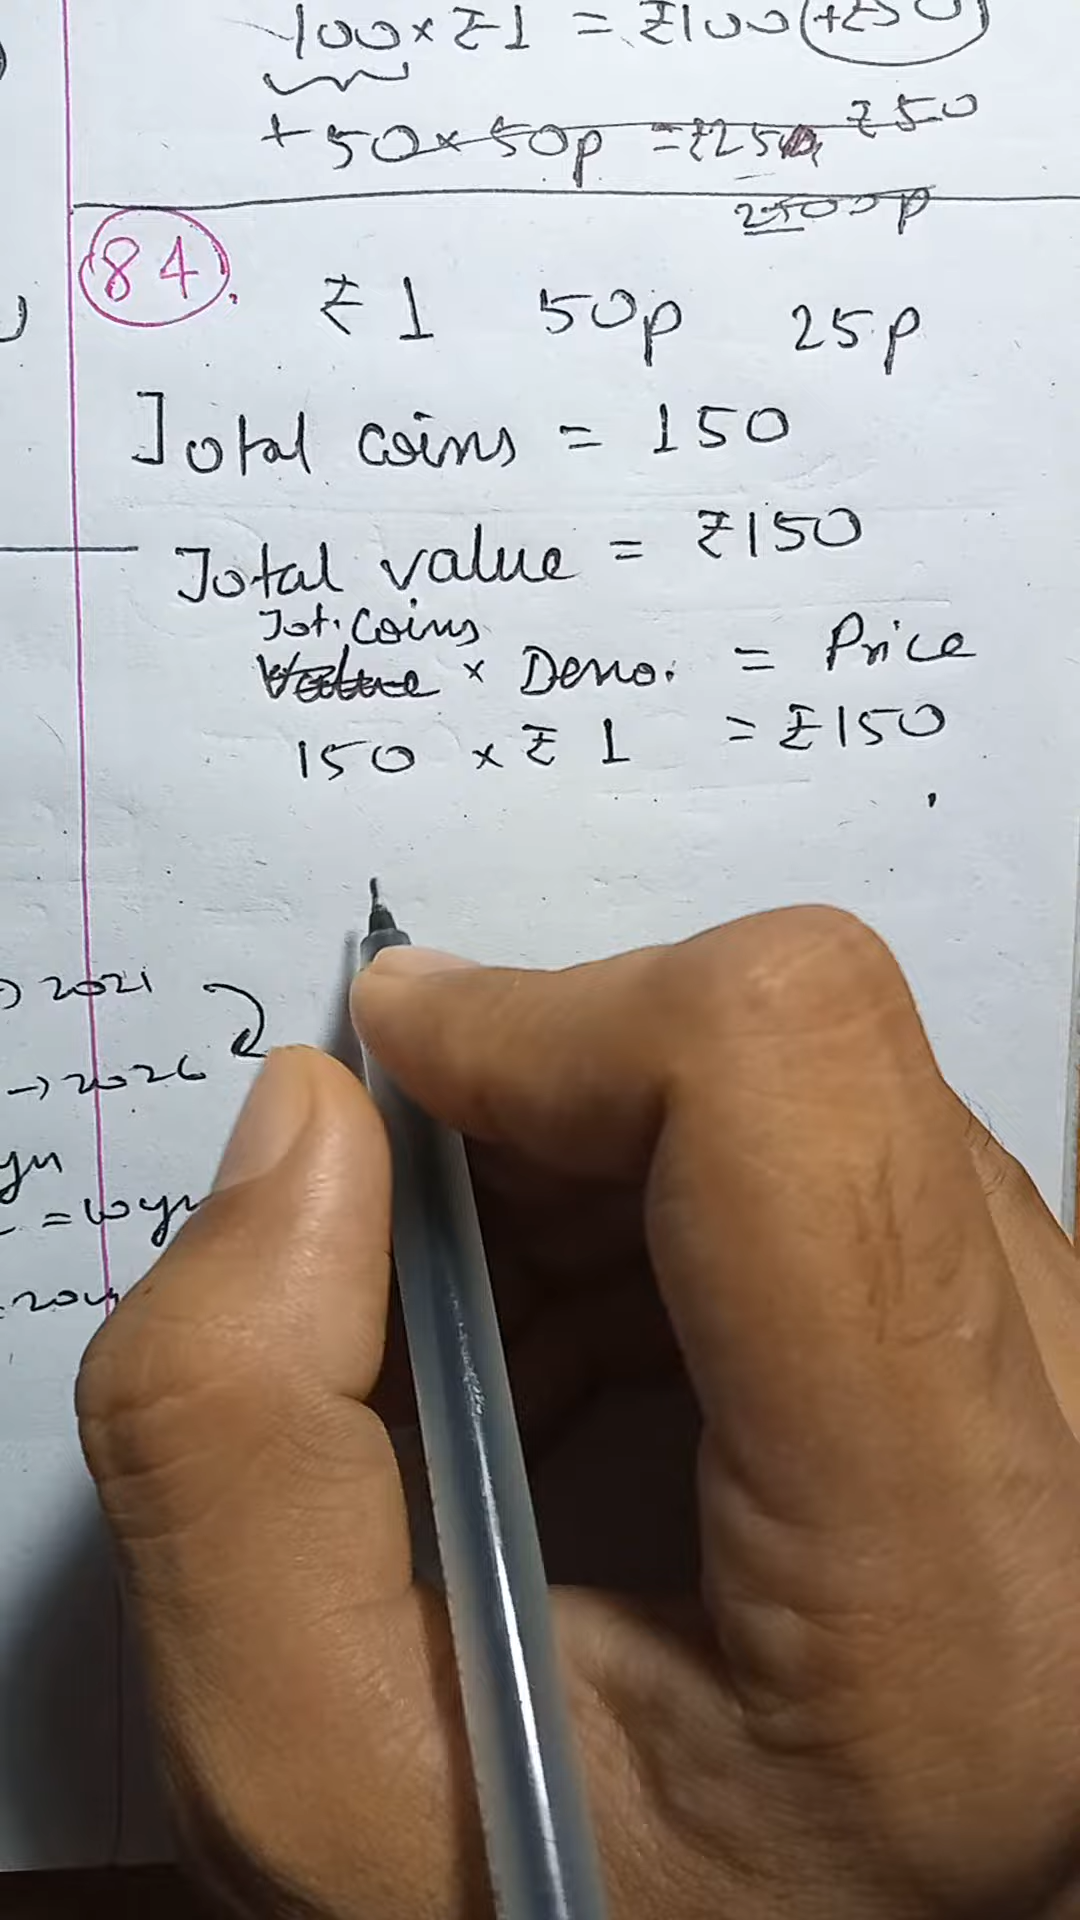 100 × ₹1 = ₹100 (+₹50)
+ 50 × 50p = ₹25 ₹50
2500p
84.
₹1 50p 25p
Total coins = 150
Total value = ₹150
Tot. Coins
Value × Deno. = Price
150 × ₹1 = ₹150
2021
→ 2026